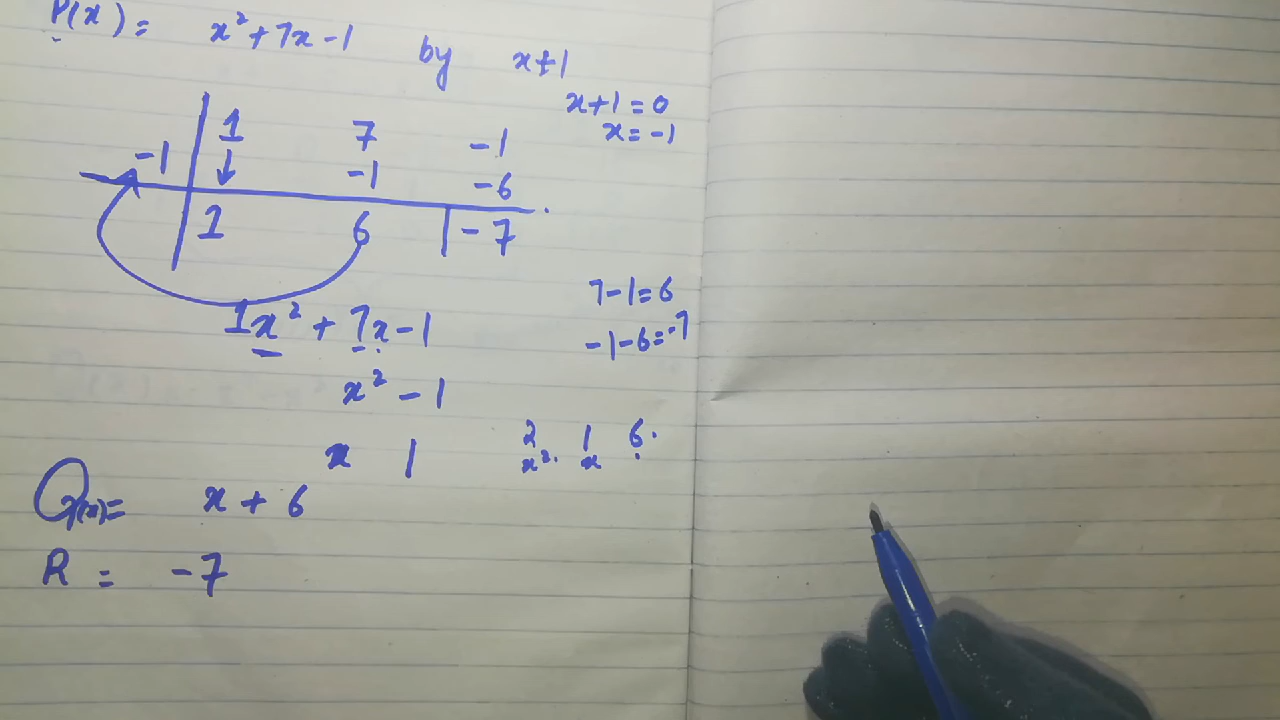 P(x) = x² + 7x - 1 by x+1
x+1 = 0
x = -1
1 7 -1
-1 ↓ -1 -6
1 6 -7
7-1=6
1x² + 7x - 1
-1-6=-7
x² - 1
2 1 6.
x 1 x². x
Q(x)= x + 6
R = -7